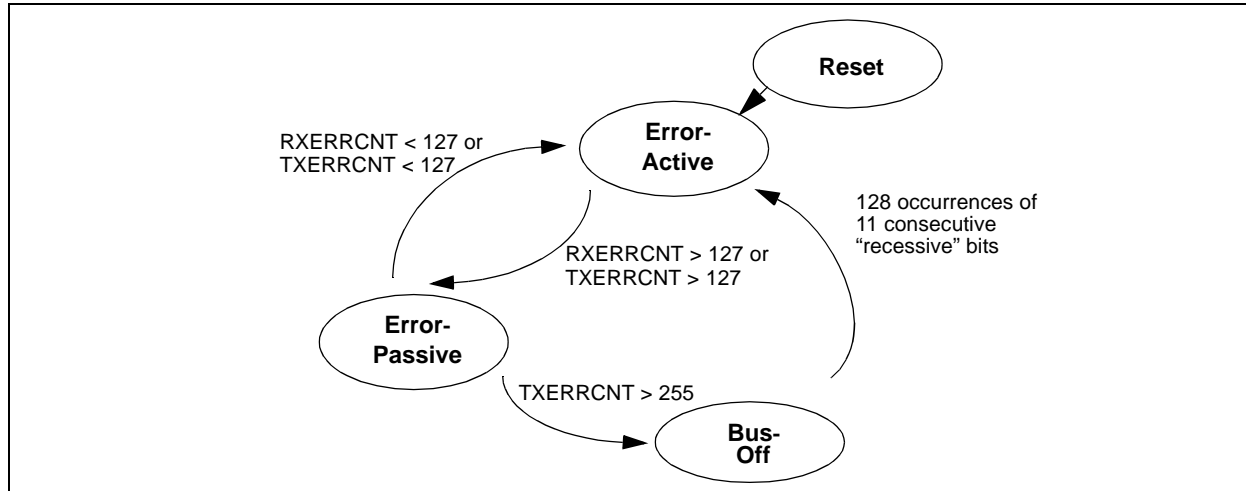 Reset
Error-
Active
RXERRCNT < 127 or
TXERRCNT < 127
128 occurrences of
11 consecutive
“recessive” bits
RXERRCNT > 127 or
TXERRCNT > 127
Error-
Passive
TXERRCNT > 255
Bus-
Off